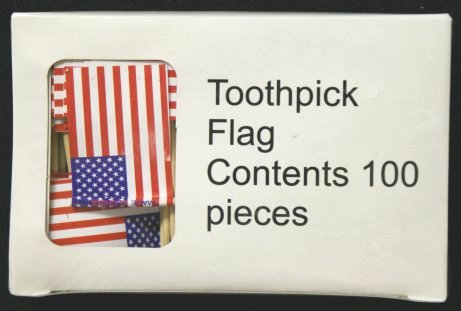 Toothpick
Flag
Contents 100
pieces